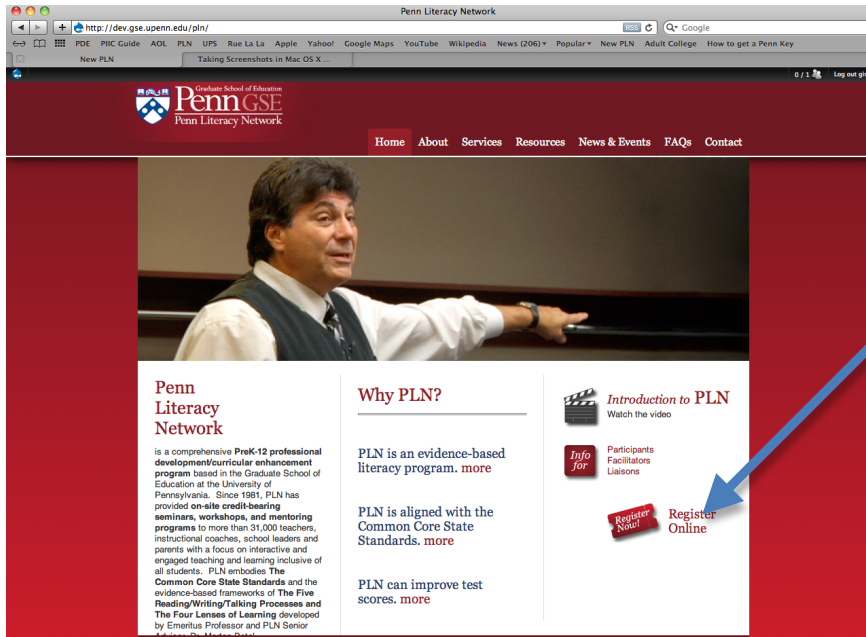 Penn Literacy Network
http://dev.gse.upenn.edu/pln/
RSS
Google
PDE PIIC Guide AOL PLN UPS Rue La La Apple Yahoo! Google Maps YouTube Wikipedia News (206) Popular New PLN Adult College How to get a Penn Key
New PLN Taking Screenshots in Mac OS X ...
0 / 1 Log out
Graduate School of Education
Penn GSE
Penn Literacy Network
Home About Services Resources News & Events FAQs Contact
Penn
Literacy
Network
is a comprehensive PreK-12 professional
development/curricular enhancement
program based in the Graduate School of
Education at the University of
Pennsylvania. Since 1981, PLN has
provided on-site credit-bearing
seminars, workshops, and mentoring
programs to more than 31,000 teachers,
instructional coaches, school leaders and
parents with a focus on interactive and
engaged teaching and learning inclusive of
all students. PLN embodies The
Common Core State Standards and the
evidence-based frameworks of The Five
Reading/Writing/Talking Processes and
The Four Lenses of Learning developed
by Emeritus Professor and PLN Senior
Why PLN?
PLN is an evidence-based
literacy program. more
PLN is aligned with the
Common Core State
Standards. more
PLN can improve test
scores. more
Introduction to PLN
Watch the video
Info
for
Participants
Facilitators
Liaisons
Register
Now!
Register
Online